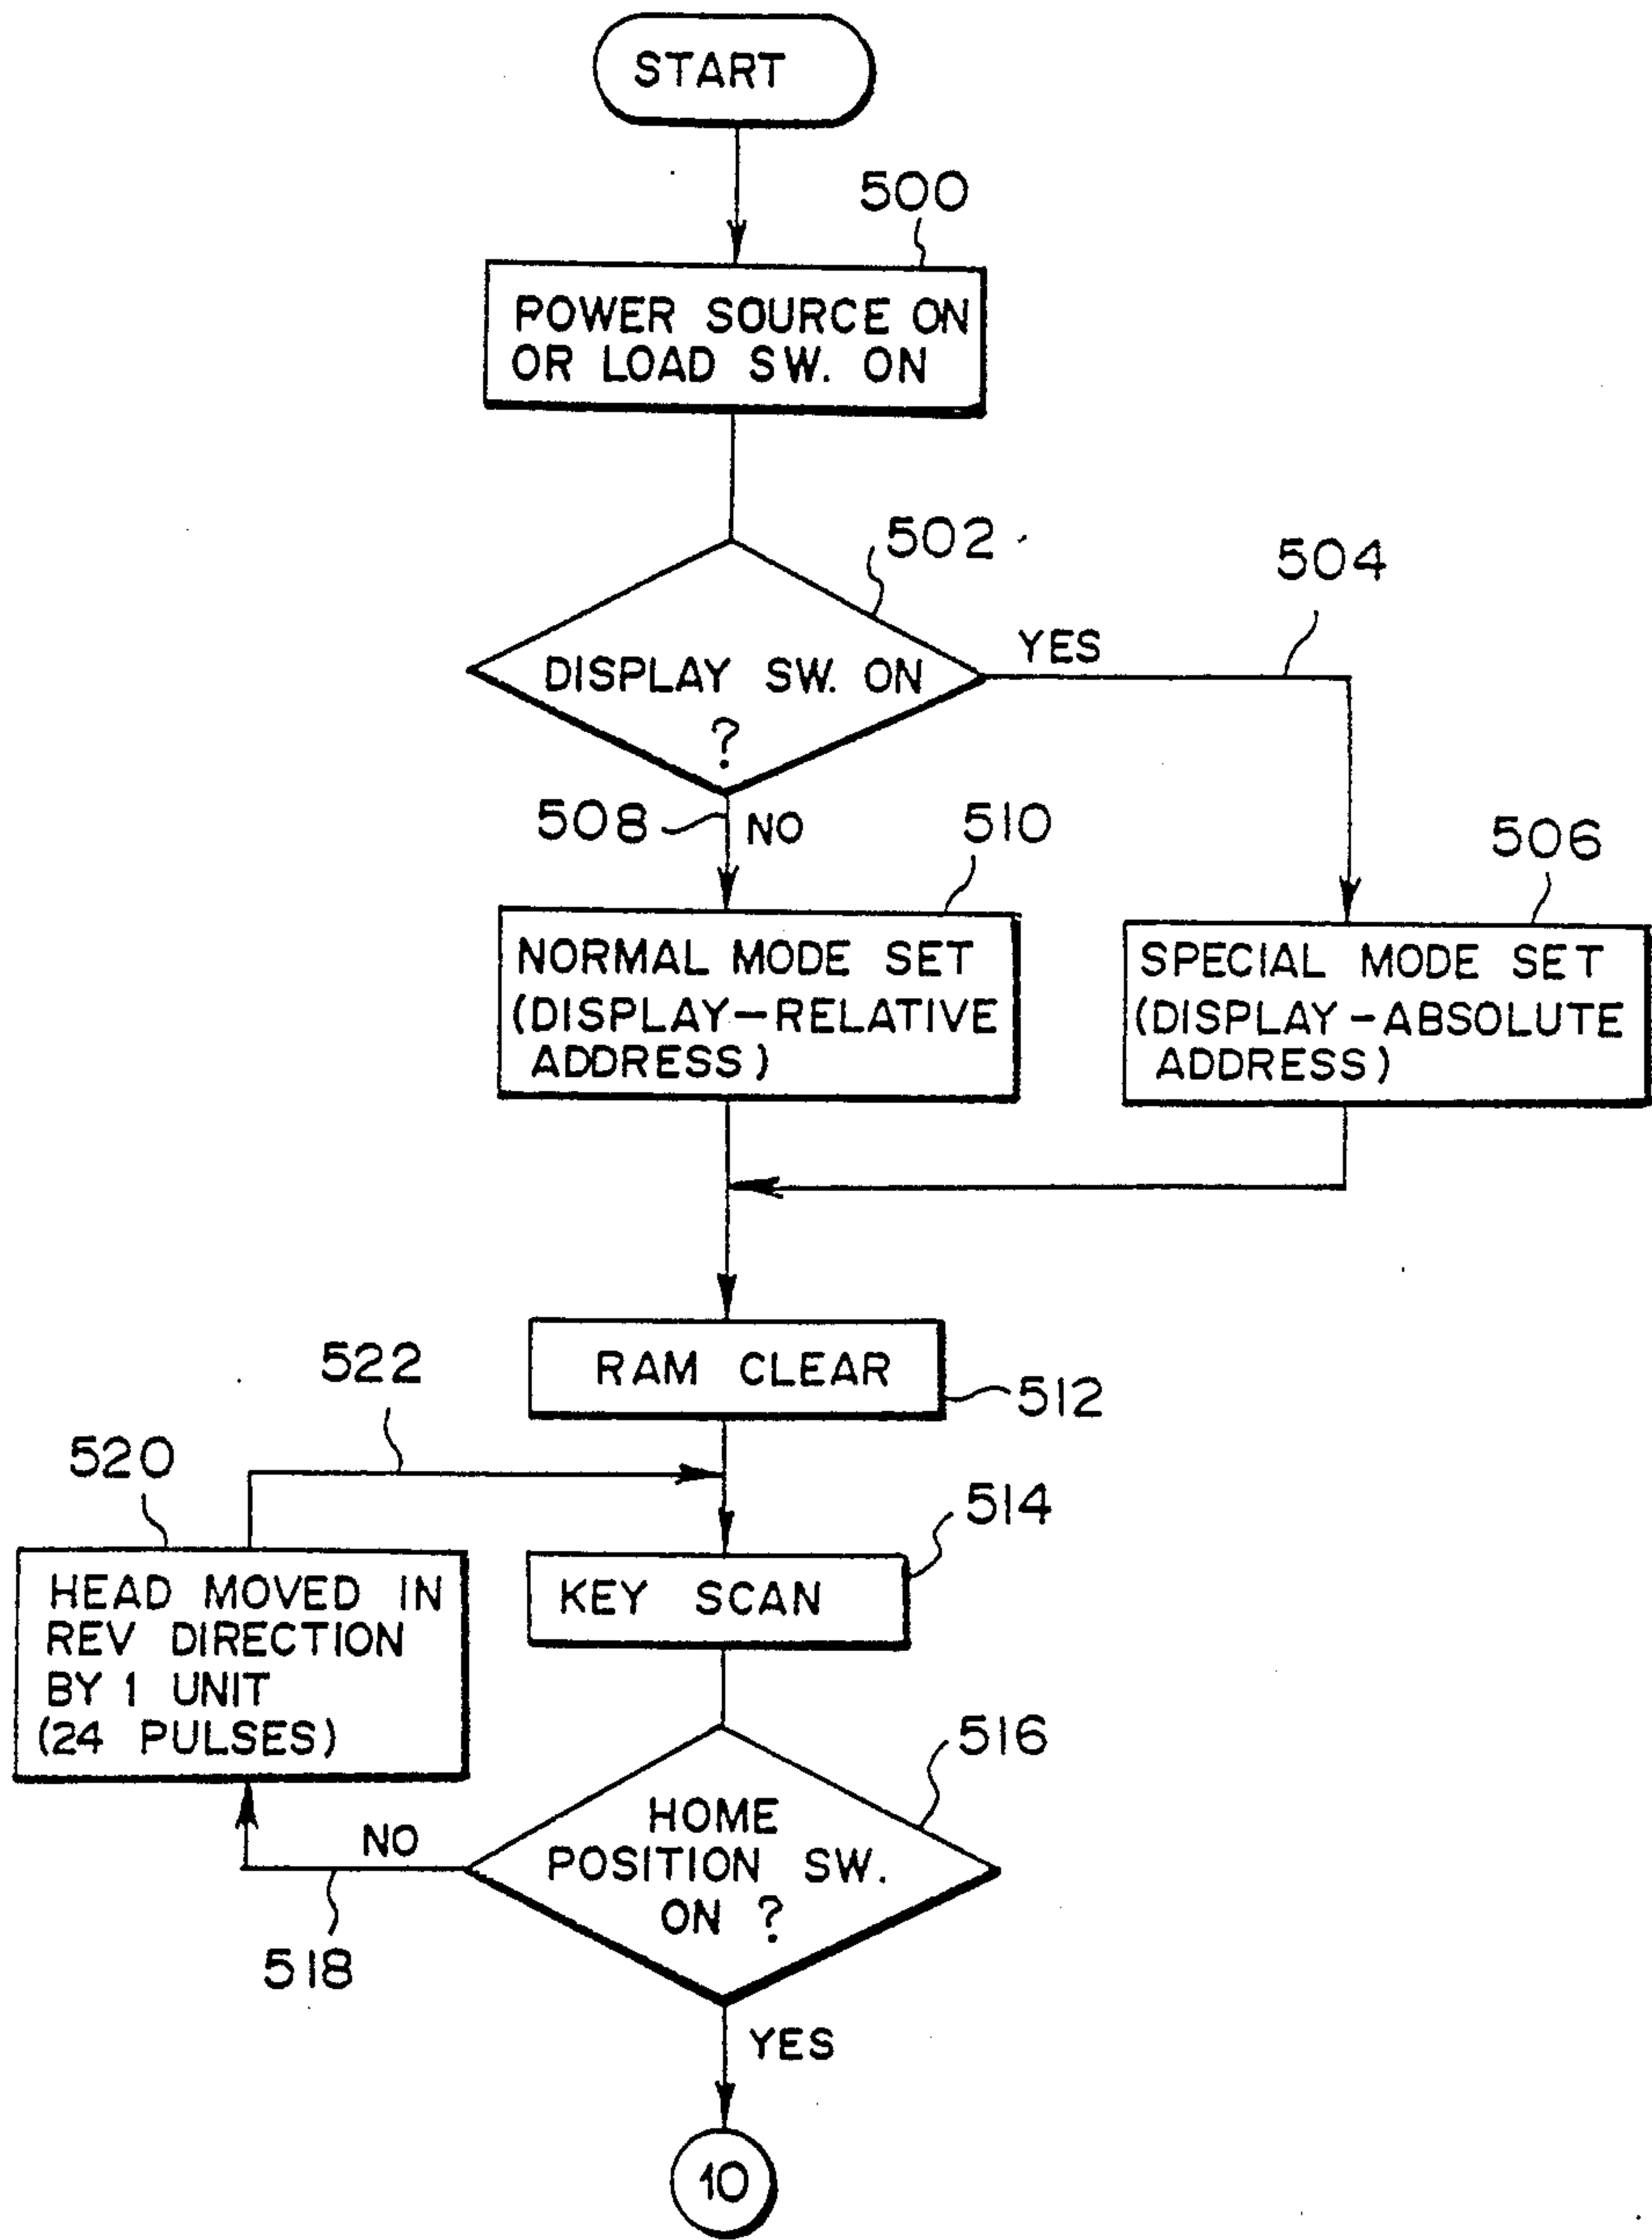 START
500
POWER SOURCE ON
OR LOAD SW. ON
502
504
DISPLAY SW. ON
?
YES
508
NO
510
506
NORMAL MODE SET
(DISPLAY-RELATIVE
ADDRESS)
SPECIAL MODE SET
(DISPLAY-ABSOLUTE
ADDRESS)
RAM CLEAR
512
522
520
514
HEAD MOVED IN
REV DIRECTION
BY 1 UNIT
(24 PULSES)
KEY SCAN
516
HOME
POSITION SW.
ON ?
NO
518
YES
10